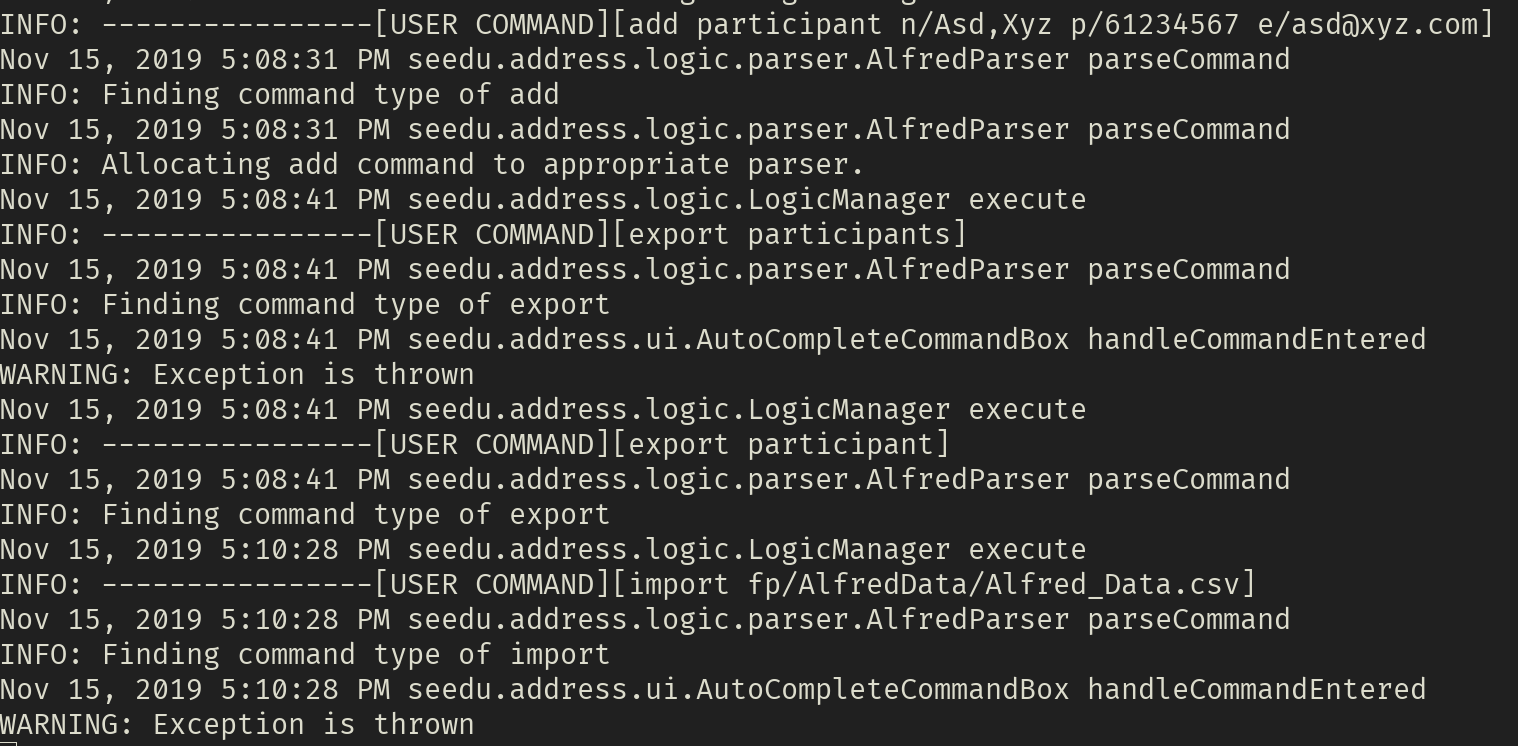 INFO: ----------------[USER COMMAND][add participant n/Asd,Xyz p/61234567 e/asd@xyz.com]
Nov 15, 2019 5:08:31 PM seedu.address.logic.parser.AlfredParser parseCommand
INFO: Finding command type of add
Nov 15, 2019 5:08:31 PM seedu.address.logic.parser.AlfredParser parseCommand
INFO: Allocating add command to appropriate parser.
Nov 15, 2019 5:08:41 PM seedu.address.logic.LogicManager execute
INFO: ----------------[USER COMMAND][export participants]
Nov 15, 2019 5:08:41 PM seedu.address.logic.parser.AlfredParser parseCommand
INFO: Finding command type of export
Nov 15, 2019 5:08:41 PM seedu.address.ui.AutoCompleteCommandBox handleCommandEntered
WARNING: Exception is thrown
Nov 15, 2019 5:08:41 PM seedu.address.logic.LogicManager execute
INFO: ----------------[USER COMMAND][export participant]
Nov 15, 2019 5:08:41 PM seedu.address.logic.parser.AlfredParser parseCommand
INFO: Finding command type of export
Nov 15, 2019 5:10:28 PM seedu.address.logic.LogicManager execute
INFO: ----------------[USER COMMAND][import fp/AlfredData/Alfred_Data.csv]
Nov 15, 2019 5:10:28 PM seedu.address.logic.parser.AlfredParser parseCommand
INFO: Finding command type of import
Nov 15, 2019 5:10:28 PM seedu.address.ui.AutoCompleteCommandBox handleCommandEntered
WARNING: Exception is thrown